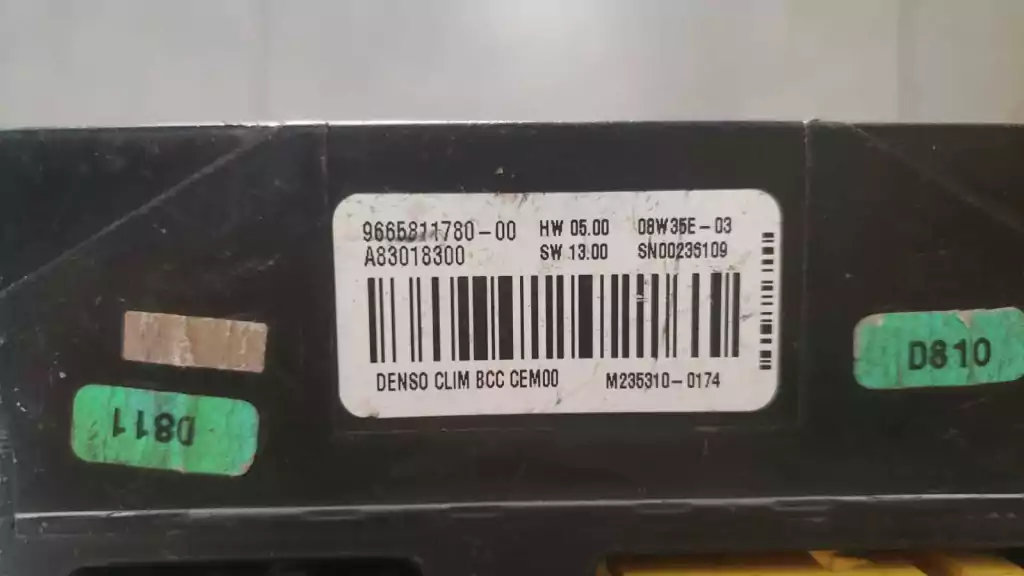 9665811780-00 HW 05.00 08W35E-03
A83018300 SW 13.00 SN00235109
DENSO CLIM BCC CEM00 M235310-0174
D811
D810